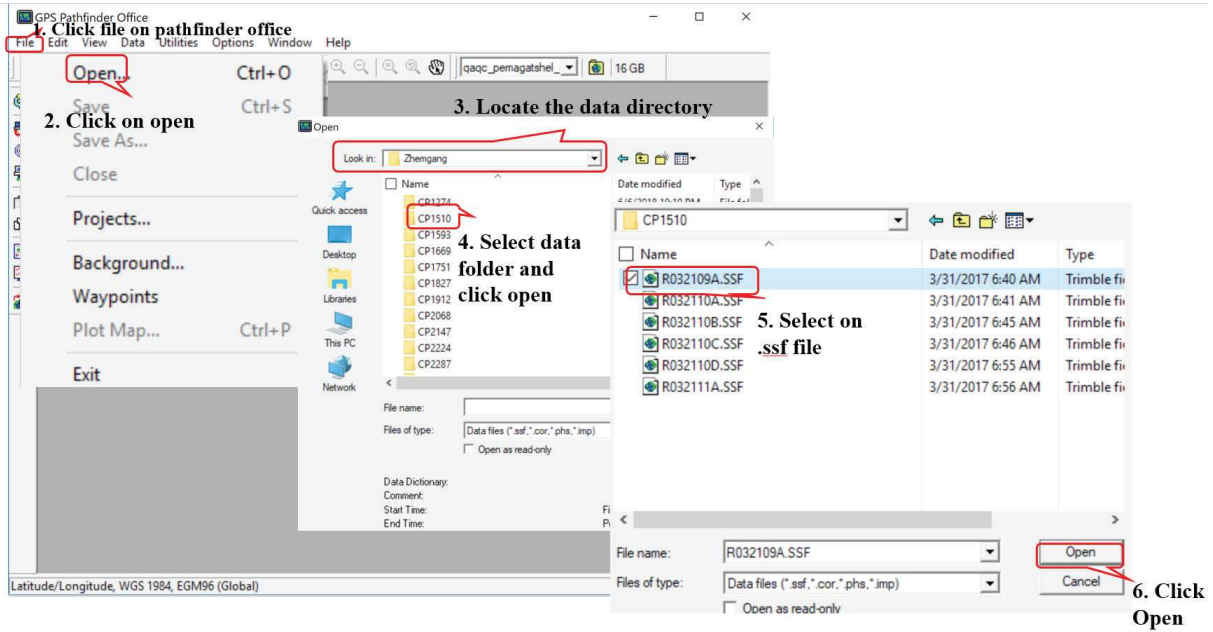 GPS Pathfinder Office
1. Click file on pathfinder office
File Edit View Data Utilities Options Window Help
Open... Ctrl+O
qaqc_pemagatshel_ 16 GB
Save Ctrl+S
2. Click on open
Save As...
Close
Projects...
Background...
Waypoints
Plot Map... Ctrl+P
Exit
3. Locate the data directory
Open
Look in: Zhemgang
Name Date modified Type
Quick access
Desktop
Libraries
This PC
Network
CP1274
6/6/2018 10:10 PM
CP1510
CP1593
CP1669
CP1751
CP1827
CP1912
CP2068
CP2147
CP2224
CP2287
4. Select data
folder and
click open
File name:
Files of type: Data files (*.ssf,*.cor,*.phs,*.imp)
Open as read-only
Data Dictionary:
Comment:
Start Time: Fi
End Time:
CP1510
Name Date modified Type
R032109A.SSF 3/31/2017 6:40 AM Trimble fi
R032110A.SSF 3/31/2017 6:41 AM Trimble fi
R032110B.SSF 3/31/2017 6:45 AM Trimble fi
R032110C.SSF 3/31/2017 6:46 AM Trimble fi
R032110D.SSF 3/31/2017 6:55 AM Trimble fi
R032111A.SSF 3/31/2017 6:56 AM Trimble fi
5. Select on
.ssf file
File name: R032109A.SSF Open
Files of type: Data files (*.ssf,*.cor,*.phs,*.imp) Cancel
Open as read-only
6. Click
Open
Latitude/Longitude, WGS 1984, EGM96 (Global)